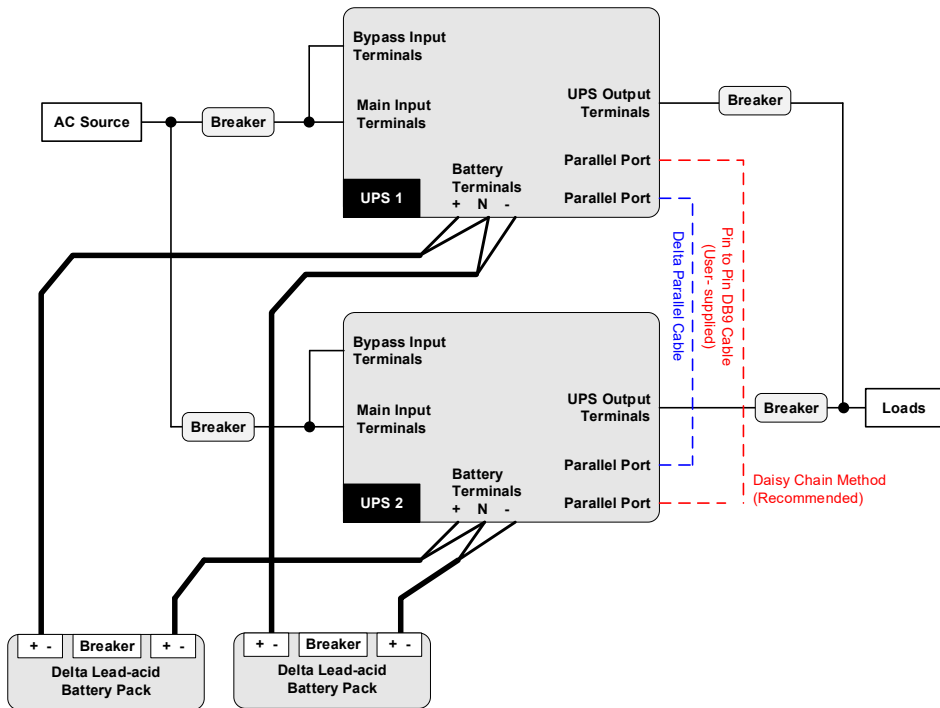 Bypass Input
Terminals
AC Source
Breaker
Main Input
Terminals
UPS Output
Terminals
Breaker
Parallel Port
Battery
Terminals
+ N -
UPS 1
Parallel Port
Delta Parallel Cable
Pin to Pin DB9 Cable
(User- supplied)
Bypass Input
Terminals
Breaker
Main Input
Terminals
UPS Output
Terminals
Breaker
Loads
Parallel Port
Battery
Terminals
+ N -
UPS 2
Parallel Port
Daisy Chain Method
(Recommended)
+ -
Breaker
+ -
Delta Lead-acid
Battery Pack
+ -
Breaker
+ -
Delta Lead-acid
Battery Pack